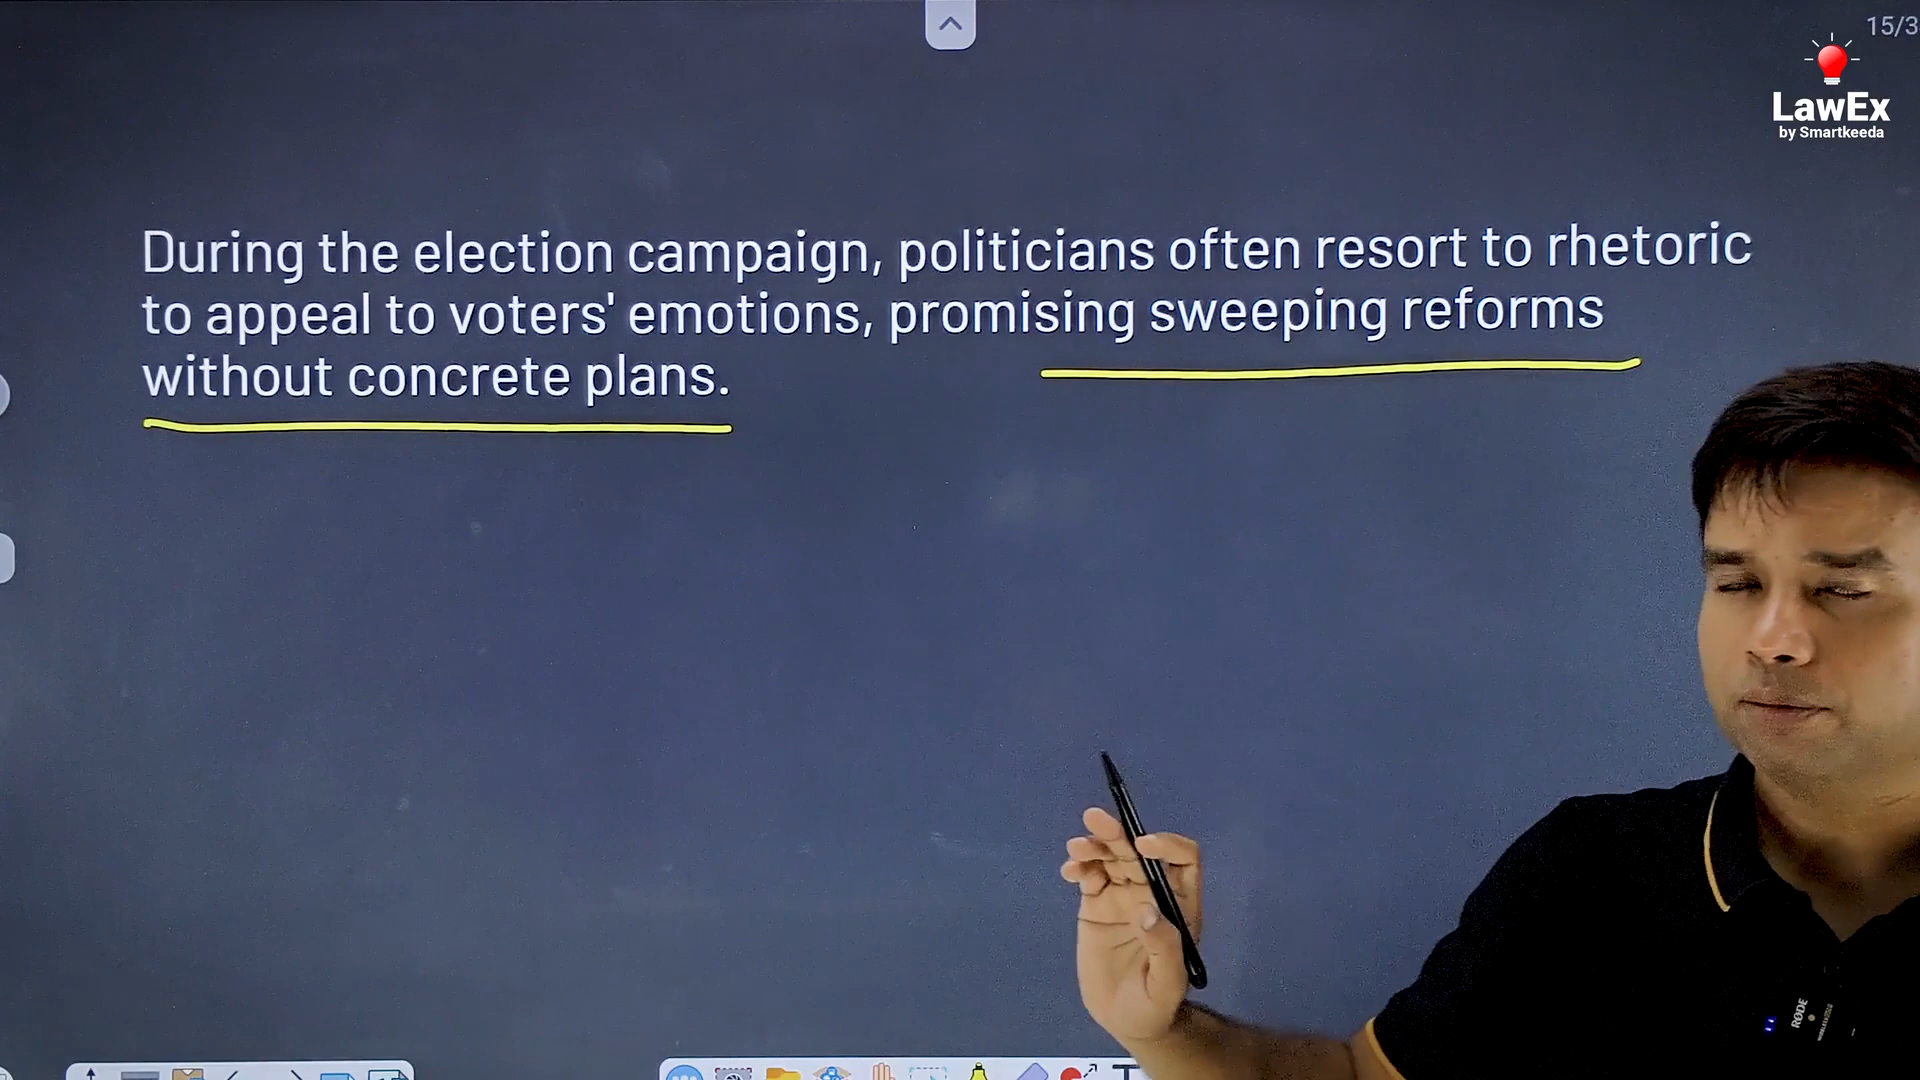 15/3
LawEx
by Smartkeeda
During the election campaign, politicians often resort to rhetoric
to appeal to voters' emotions, promising sweeping reforms
without concrete plans.
RØDE
T